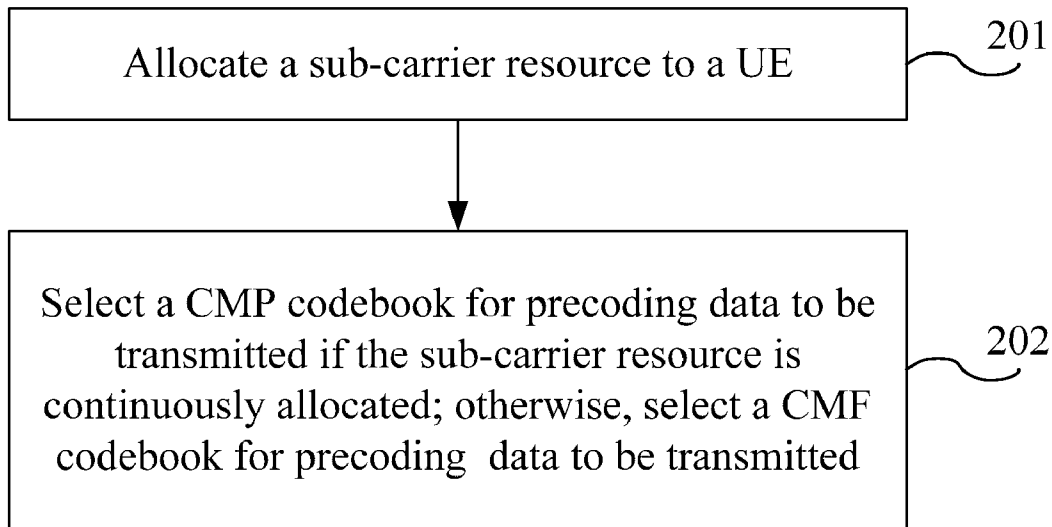 Allocate a sub-carrier resource to a UE
201
Select a CMP codebook for precoding data to be
transmitted if the sub-carrier resource is
continuously allocated; otherwise, select a CMF
codebook for precoding data to be transmitted
202